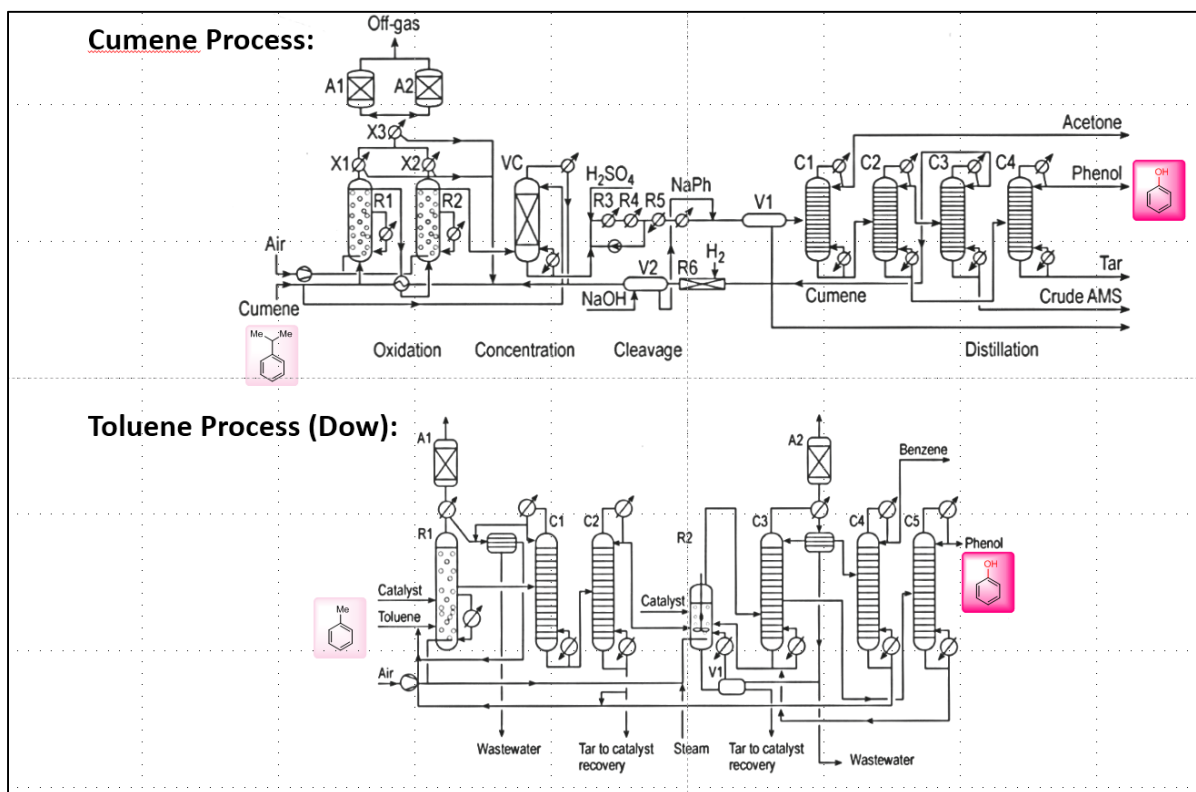 Cumene Process:
Off-gas
A1
A2
X3
X1
X2
VC
H₂SO₄
NaPh
R1
R2
R3
R4
R5
V1
C1
C2
C3
C4
Acetone
Phenol
OH
Air
Cumene
Me
Me
V2
R6
H₂
NaOH
Cumene
Tar
Crude AMS
Oxidation
Concentration
Cleavage
Distillation
Toluene Process (Dow):
A1
A2
Benzene
R1
C1
C2
R2
C3
C4
C5
Phenol
OH
Catalyst
Toluene
Me
Catalyst
Air
V1
Wastewater
Tar to catalyst
recovery
Steam
Tar to catalyst
recovery
Wastewater